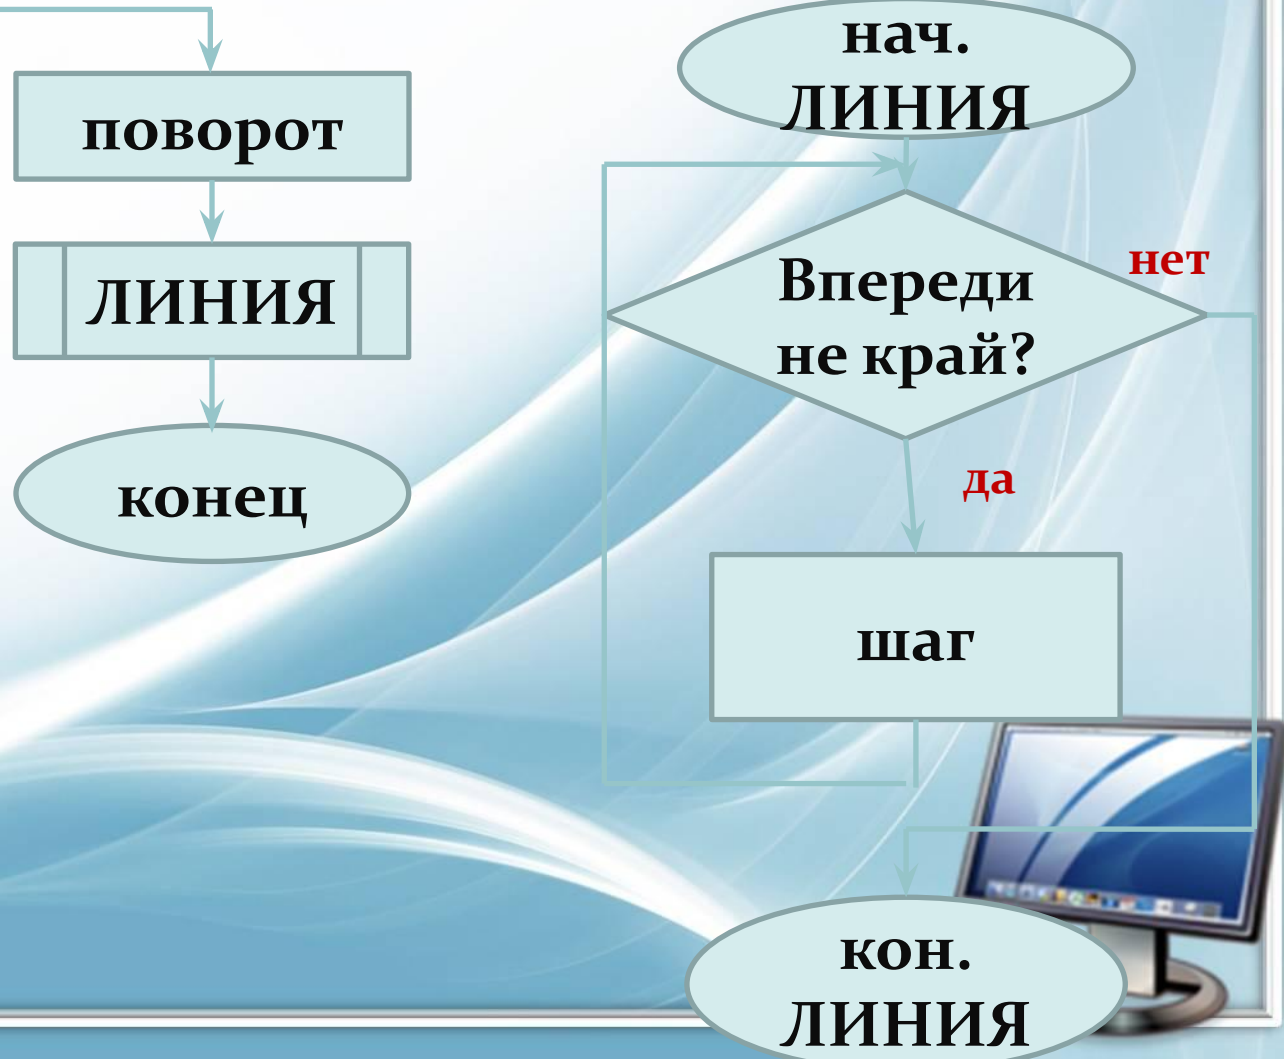 поворот
ЛИНИЯ
конец
нач.
ЛИНИЯ
Впереди
не край?
нет
да
шаг
кон.
ЛИНИЯ